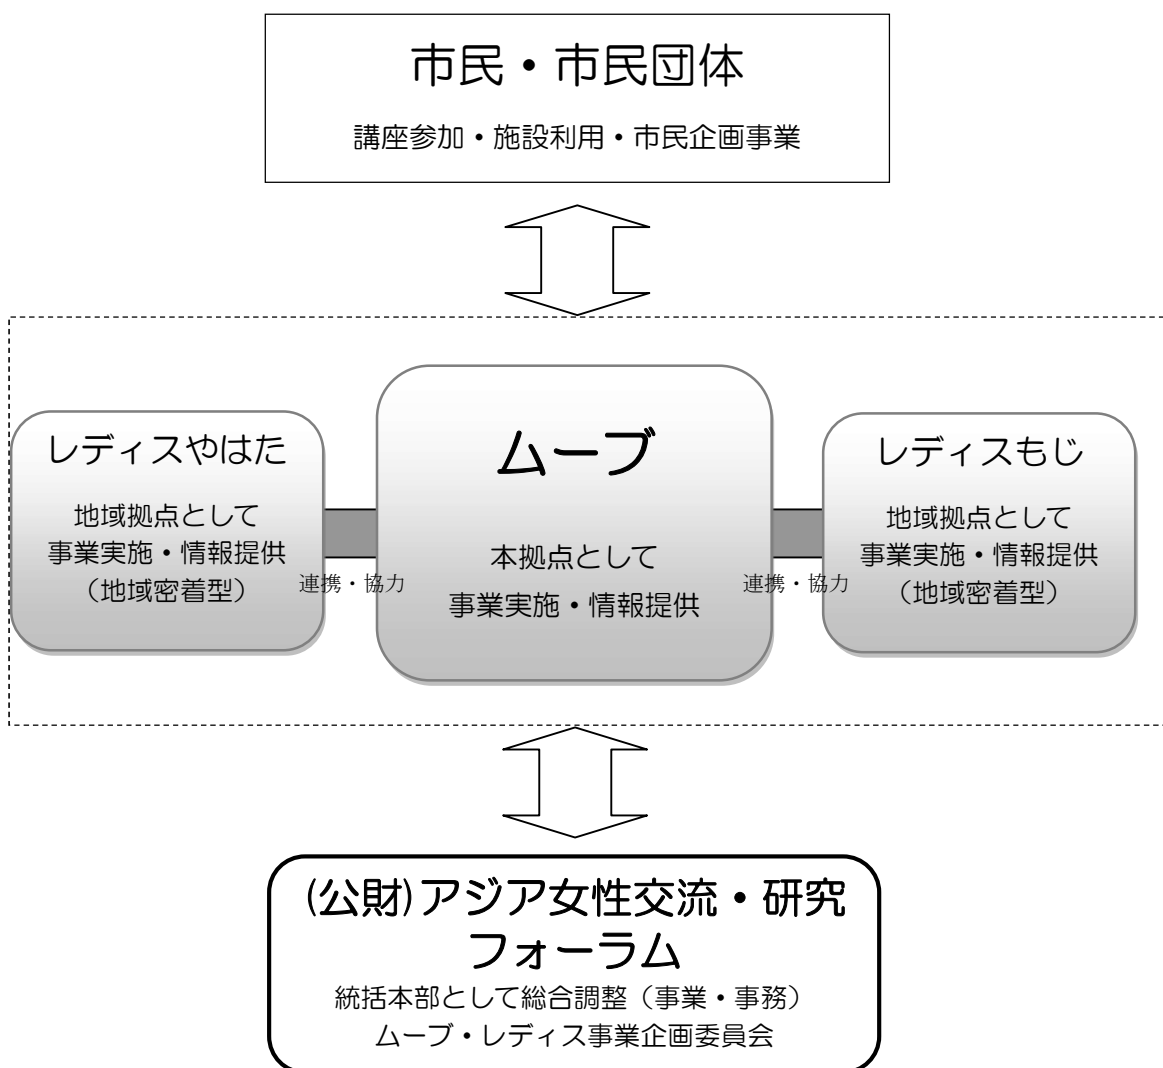 市民・市民団体
講座参加・施設利用・市民企画事業
レディスやはた
地域拠点として
事業実施・情報提供
（地域密着型）
連携・協力
ムーブ
本拠点として
事業実施・情報提供
連携・協力
レディスもじ
地域拠点として
事業実施・情報提供
（地域密着型）
(公財)アジア女性交流・研究
フォーラム
統括本部として総合調整（事業・事務）
ムーブ・レディス事業企画委員会